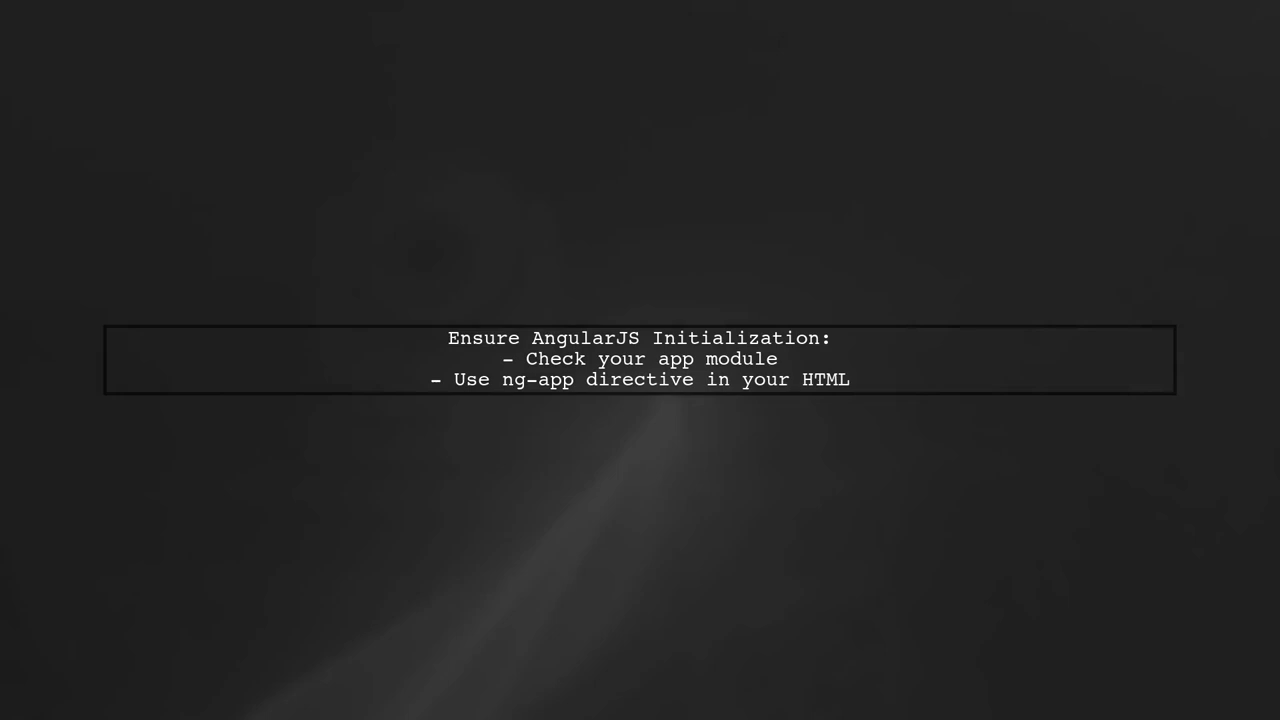 Ensure AngularJS Initialization:
- Check your app module
- Use ng-app directive in your HTML